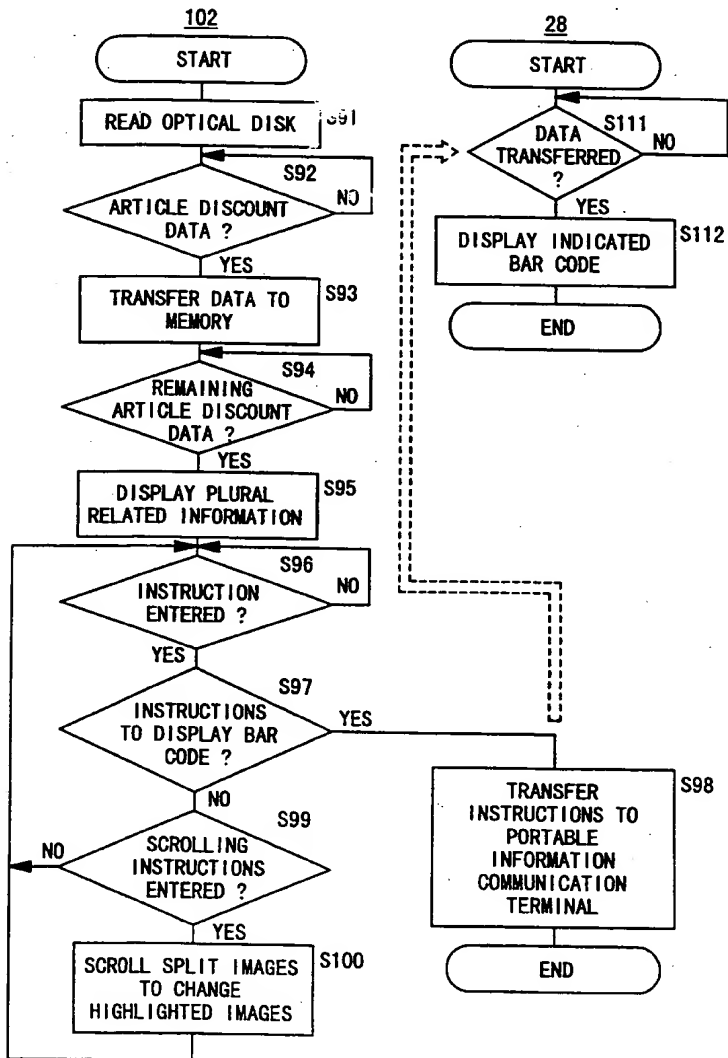 102
START
READ OPTICAL DISK
S91
S92
NO
ARTICLE DISCOUNT
DATA ?
YES
TRANSFER DATA TO
MEMORY
S93
S94
REMAINING
ARTICLE DISCOUNT
DATA ?
NO
YES
DISPLAY PLURAL
RELATED INFORMATION
S95
S96
INSTRUCTION
ENTERED ?
NO
YES
S97
INSTRUCTIONS
TO DISPLAY BAR
CODE ?
YES
NO
S99
NO
SCROLLING
INSTRUCTIONS
ENTERED ?
YES
SCROLL SPLIT IMAGES
TO CHANGE
HIGHLIGHTED IMAGES
S100
TRANSFER
INSTRUCTIONS TO
PORTABLE
INFORMATION
COMMUNICATION
TERMINAL
S98
END
28
START
S111
DATA
TRANSFERRED
?
NO
YES
DISPLAY INDICATED
BAR CODE
S112
END